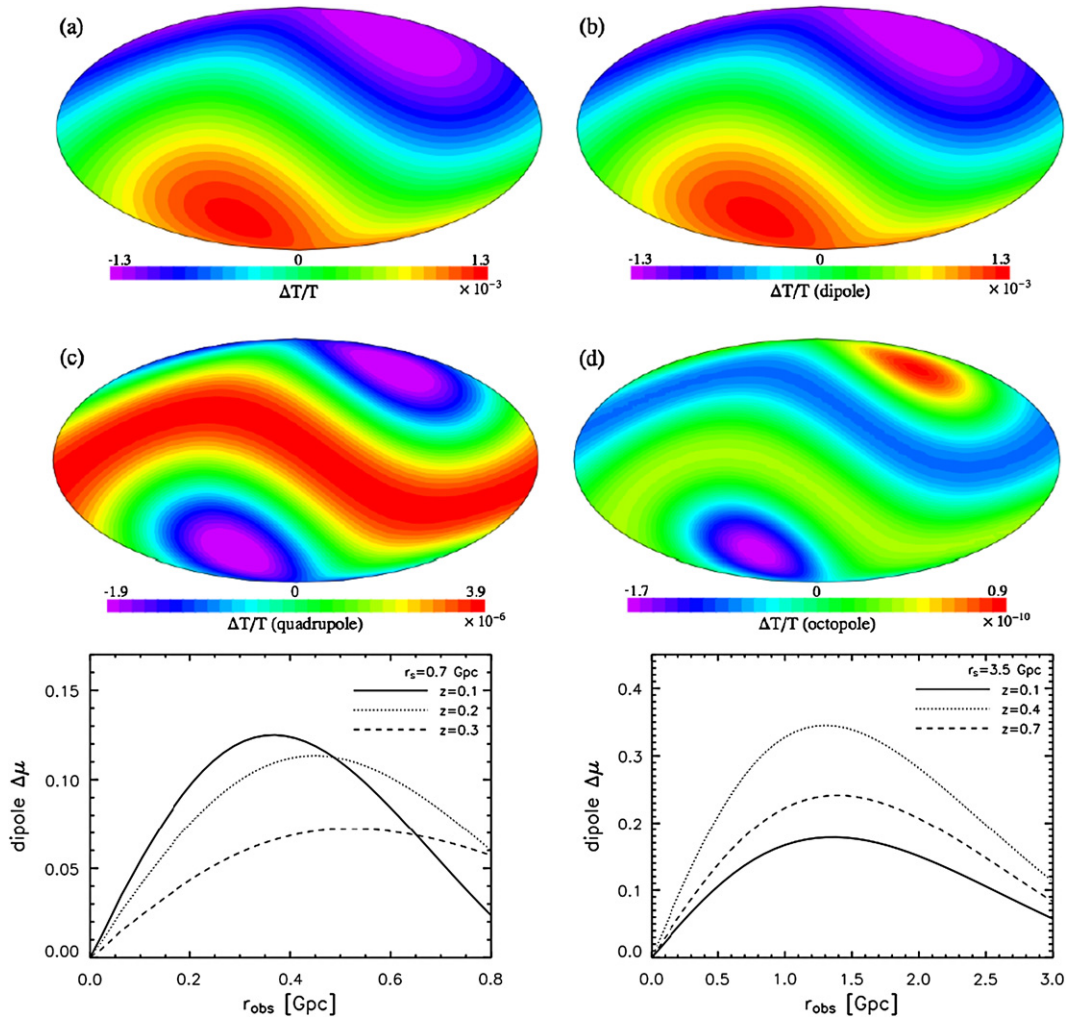 (a)
(b)
-1.3 0 1.3
ΔT/T × 10⁻³
-1.3 0 1.3
ΔT/T (dipole) × 10⁻³
(c)
(d)
-1.9 0 3.9
ΔT/T (quadrupole) × 10⁻⁶
-1.7 0 0.9
ΔT/T (octopole) × 10⁻¹⁰
rₛ=0.7 Gpc
z=0.1
z=0.2
z=0.3
0.15
0.10
0.05
0.00
dipole Δμ
0.0 0.2 0.4 0.6 0.8
r_obs [Gpc]
rₛ=3.5 Gpc
z=0.1
z=0.4
z=0.7
0.4
0.3
0.2
0.1
0.0
dipole Δμ
0.0 0.5 1.0 1.5 2.0 2.5 3.0
r_obs [Gpc]